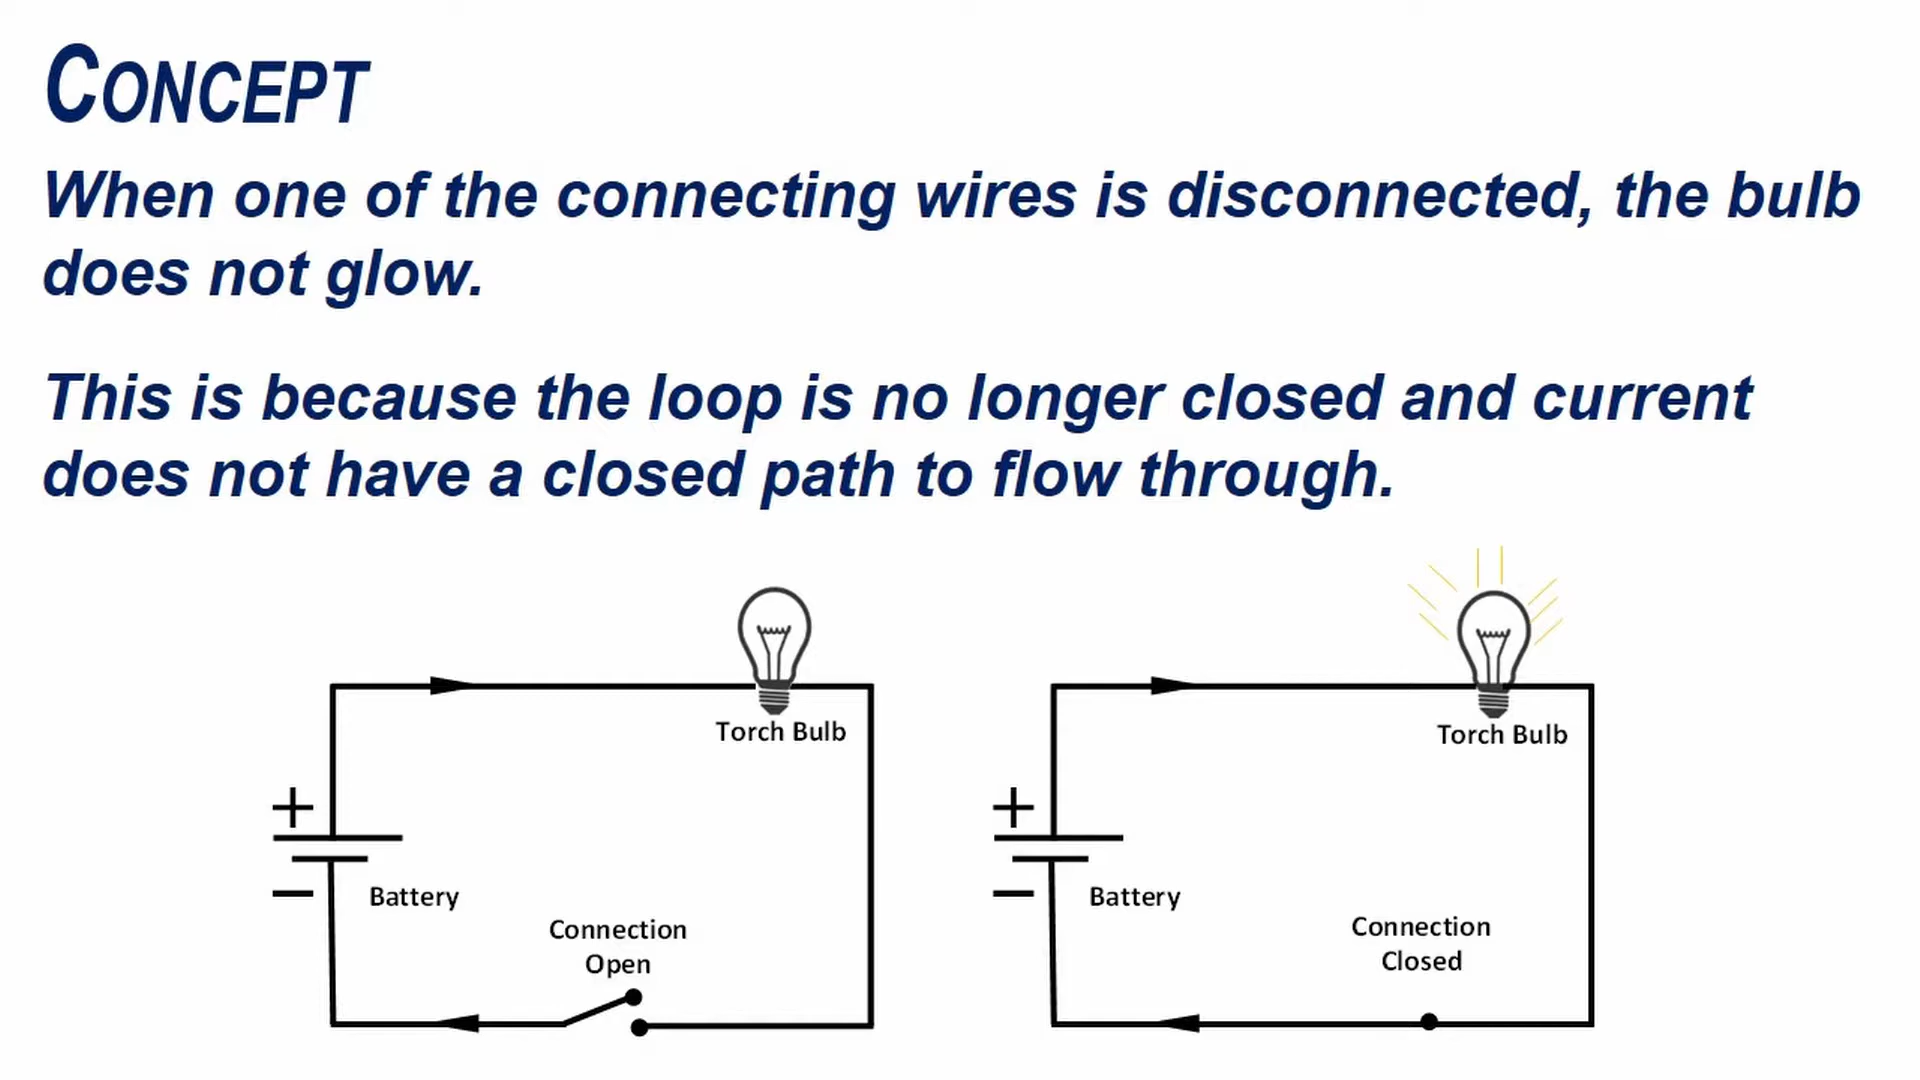 CONCEPT
When one of the connecting wires is disconnected, the bulb
does not glow.
This is because the loop is no longer closed and current
does not have a closed path to flow through.
Torch Bulb
+
−
Battery
Connection
Open
Torch Bulb
+
−
Battery
Connection
Closed